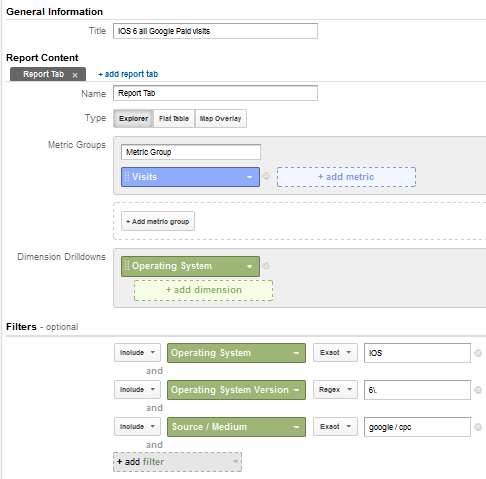 General Information
Title IOS 6 all Google Paid visits
Report Content
Report Tab x + add report tab
Name Report Tab
Type Explorer Flat Table Map Overlay
Metric Groups
Metric Group
Visits + add metric
+ Add metric group
Dimension Drilldowns
Operating System
+ add dimension
Filters - optional
Include Operating System Exact IOS
and
Include Operating System Version Regex 6\.
and
Include Source / Medium Exact google / cpc
and
+ add filter